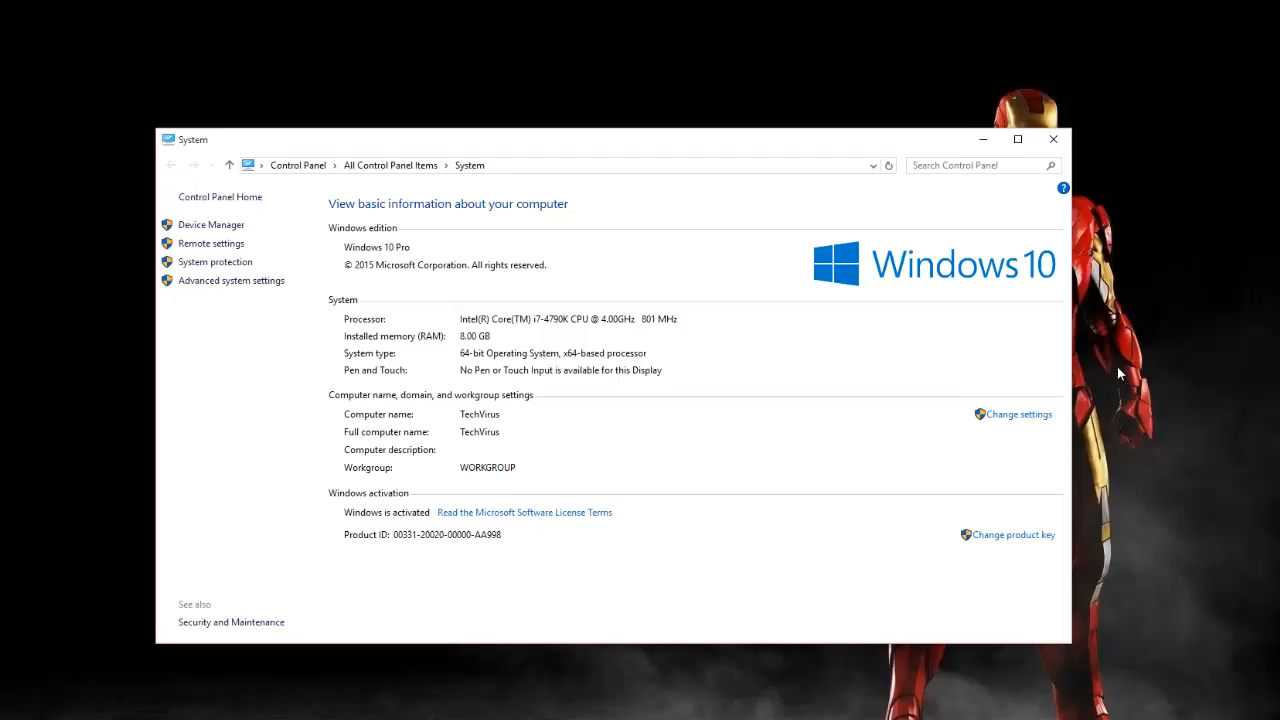 System
Control Panel › All Control Panel Items › System
Search Control Panel
?
Control Panel Home
Device Manager
Remote settings
System protection
Advanced system settings
See also
Security and Maintenance
View basic information about your computer
Windows edition
Windows 10 Pro
© 2015 Microsoft Corporation. All rights reserved.
Windows 10
System
Processor: Intel(R) Core(TM) i7-4790K CPU @ 4.00GHz 801 MHz
Installed memory (RAM): 8.00 GB
System type: 64-bit Operating System, x64-based processor
Pen and Touch: No Pen or Touch Input is available for this Display
Computer name, domain, and workgroup settings
Computer name: TechVirus
Change settings
Full computer name: TechVirus
Computer description:
Workgroup: WORKGROUP
Windows activation
Windows is activated Read the Microsoft Software License Terms
Product ID: 00331-20020-00000-AA998
Change product key